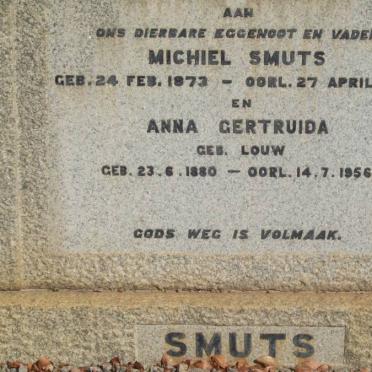 AAN
ONS DIERBARE EGGENOOT EN VADER
MICHIEL SMUTS
GEB. 24 FEB. 1873 – OORL. 27 APRIL
EN
ANNA GERTRUIDA
GEB. LOUW
GEB. 23.6.1880 – OORL. 14.7.1956
GODS WEG IS VOLMAAK.
SMUTS